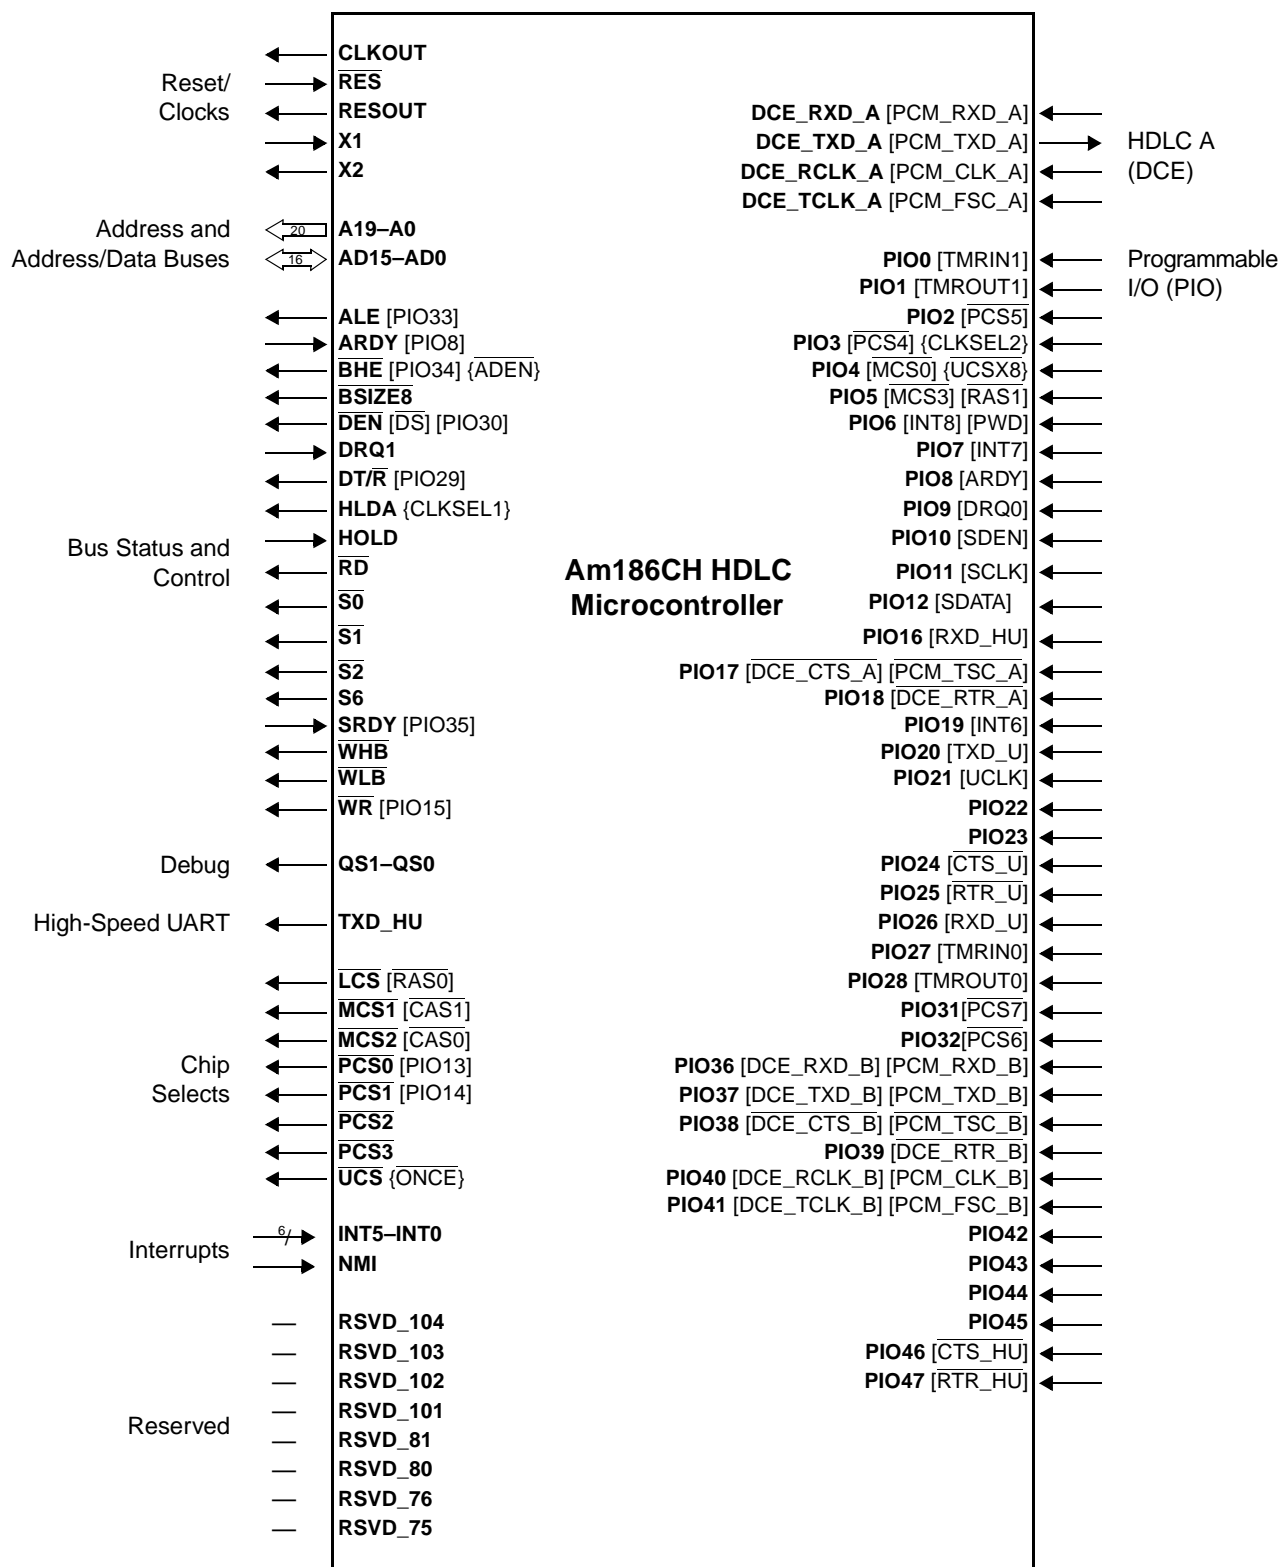 CLKOUT
Reset/
Clocks
RES
RESOUT
X1
X2
Address and
Address/Data Buses
20
A19–A0
16
AD15–AD0
ALE [PIO33]
ARDY [PIO8]
BHE [PIO34] {ADEN}
BSIZE8
DEN [DS] [PIO30]
DRQ1
DT/R [PIO29]
HLDA {CLKSEL1}
Bus Status and
Control
HOLD
RD
S0
S1
S2
S6
SRDY [PIO35]
WHB
WLB
WR [PIO15]
Debug
QS1–QS0
High-Speed UART
TXD_HU
LCS [RAS0]
MCS1 [CAS1]
MCS2 [CAS0]
Chip
Selects
PCS0 [PIO13]
PCS1 [PIO14]
PCS2
PCS3
UCS {ONCE}
Interrupts
6/
INT5–INT0
NMI
Reserved
RSVD_104
RSVD_103
RSVD_102
RSVD_101
RSVD_81
RSVD_80
RSVD_76
RSVD_75
Am186CH HDLC
Microcontroller
DCE_RXD_A [PCM_RXD_A]
DCE_TXD_A [PCM_TXD_A]
DCE_RCLK_A [PCM_CLK_A]
DCE_TCLK_A [PCM_FSC_A]
HDLC A
(DCE)
PIO0 [TMRIN1]
PIO1 [TMROUT1]
Programmable
I/O (PIO)
PIO2 [PCS5]
PIO3 [PCS4] {CLKSEL2}
PIO4 [MCS0] {UCSX8}
PIO5 [MCS3] [RAS1]
PIO6 [INT8] [PWD]
PIO7 [INT7]
PIO8 [ARDY]
PIO9 [DRQ0]
PIO10 [SDEN]
PIO11 [SCLK]
PIO12 [SDATA]
PIO16 [RXD_HU]
PIO17 [DCE_CTS_A] [PCM_TSC_A]
PIO18 [DCE_RTR_A]
PIO19 [INT6]
PIO20 [TXD_U]
PIO21 [UCLK]
PIO22
PIO23
PIO24 [CTS_U]
PIO25 [RTR_U]
PIO26 [RXD_U]
PIO27 [TMRIN0]
PIO28 [TMROUT0]
PIO31[PCS7]
PIO32[PCS6]
PIO36 [DCE_RXD_B] [PCM_RXD_B]
PIO37 [DCE_TXD_B] [PCM_TXD_B]
PIO38 [DCE_CTS_B] [PCM_TSC_B]
PIO39 [DCE_RTR_B]
PIO40 [DCE_RCLK_B] [PCM_CLK_B]
PIO41 [DCE_TCLK_B] [PCM_FSC_B]
PIO42
PIO43
PIO44
PIO45
PIO46 [CTS_HU]
PIO47 [RTR_HU]